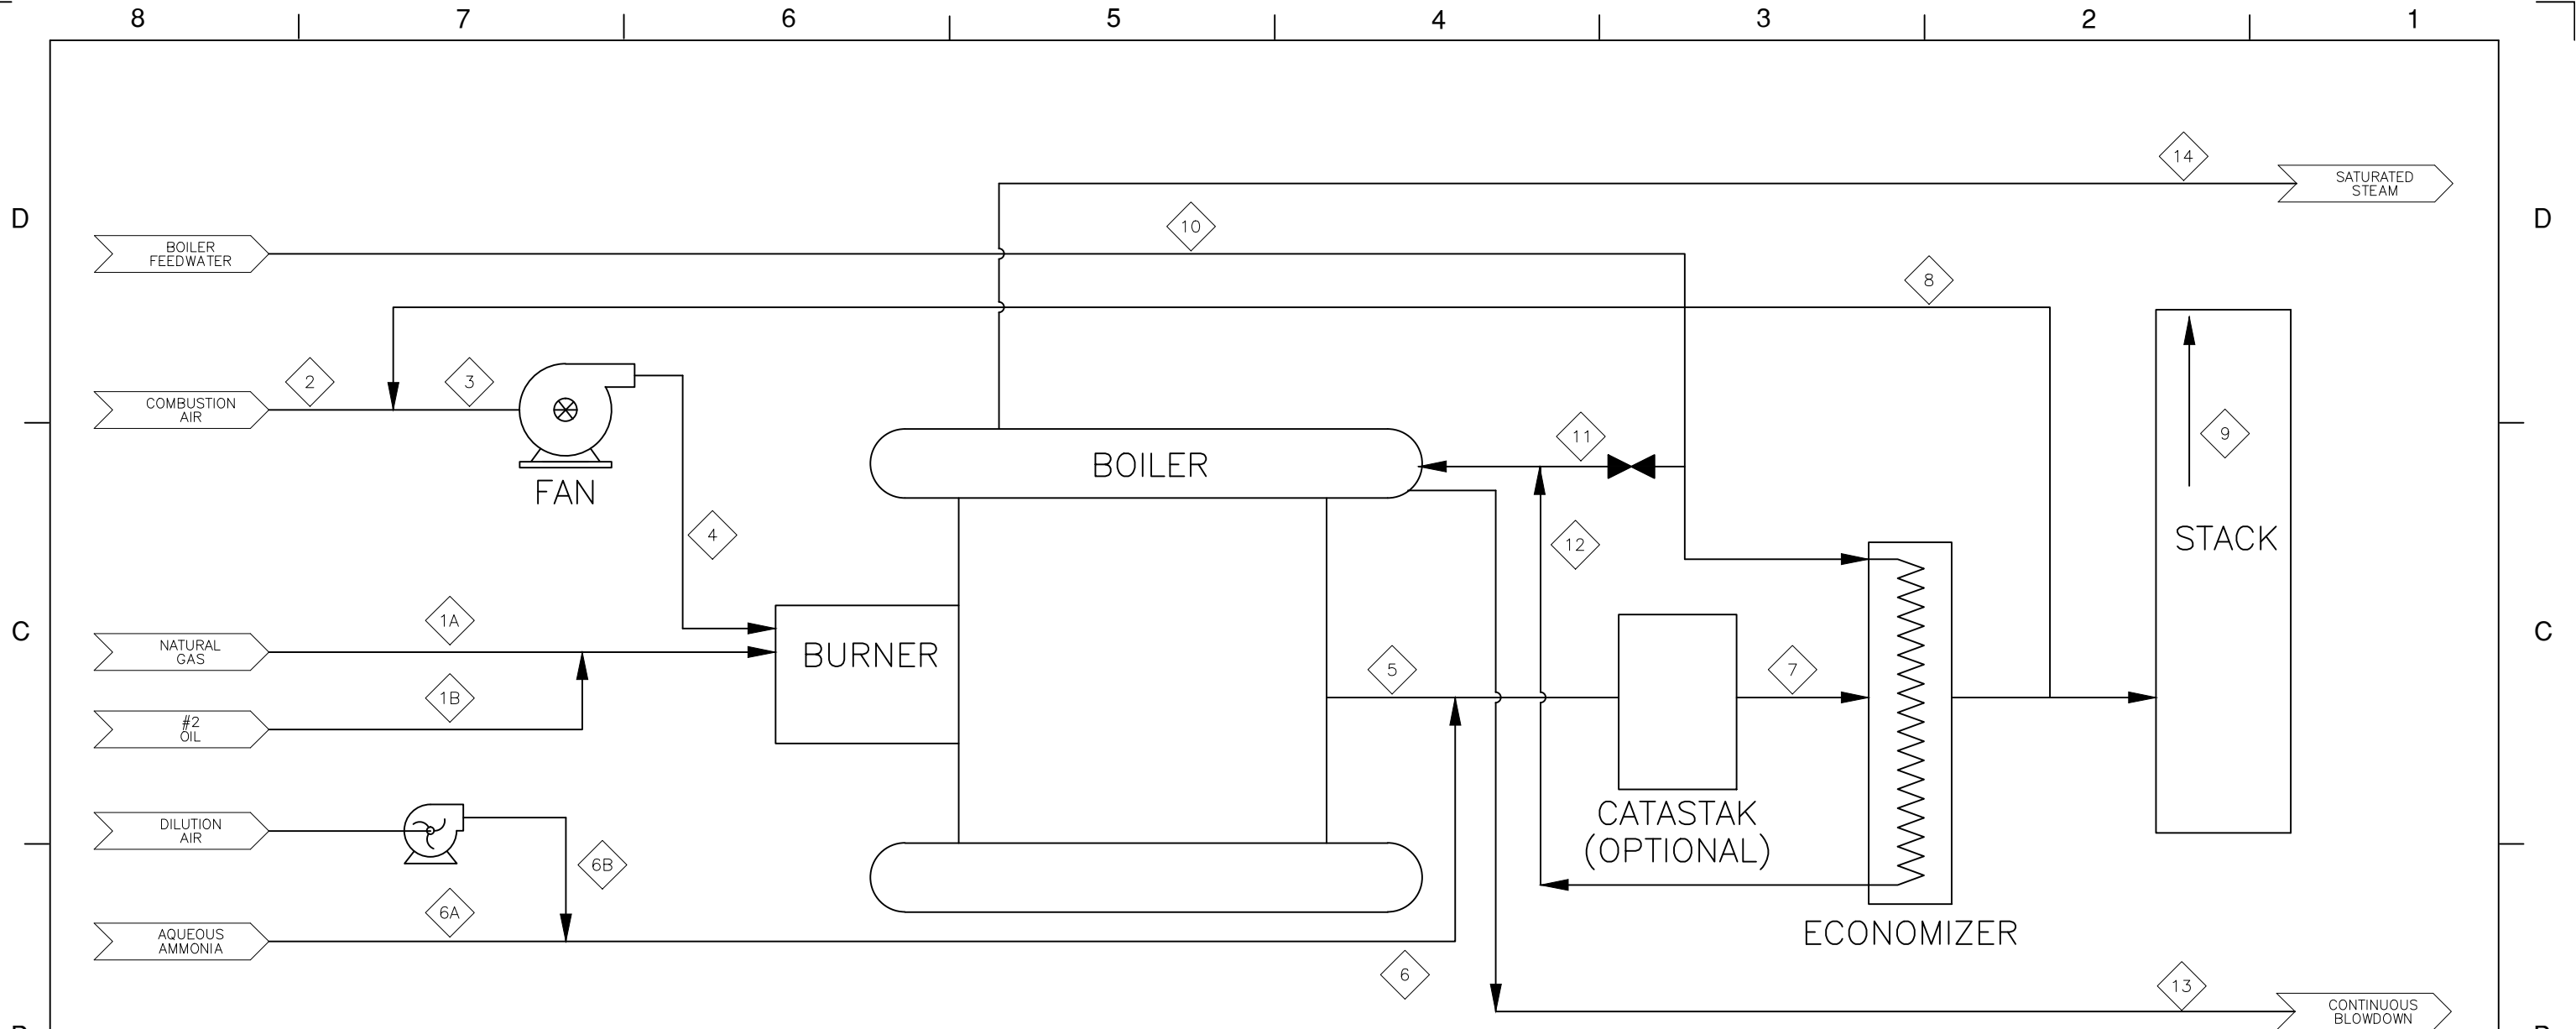 8 7 6 5 4 3 2 1
14
SATURATED
STEAM
D
D
10
BOILER
FEEDWATER
8
2
3
COMBUSTION
AIR
9
11
BOILER
FAN
4
12
STACK
1A
C
C
NATURAL
GAS
BURNER
5
7
1B
#2
OIL
CATASTAK
(OPTIONAL)
DILUTION
AIR
6B
6A
AQUEOUS
AMMONIA
ECONOMIZER
6
13
CONTINUOUS
BLOWDOWN